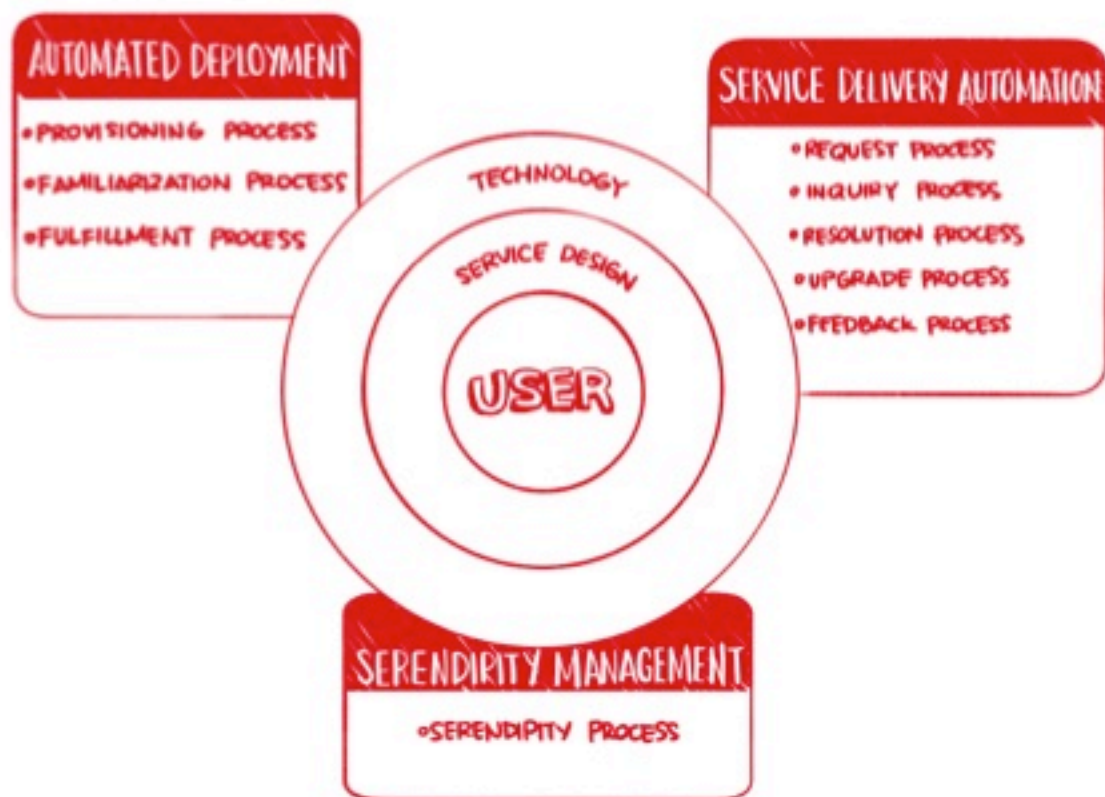 AUTOMATED DEPLOYMENT
•PROVISIONING PROCESS
•FAMILIARIZATION PROCESS
•FULFILLMENT PROCESS
SERVICE DELIVERY AUTOMATION
•REQUEST PROCESS
•INQUIRY PROCESS
•RESOLUTION PROCESS
•UPGRADE PROCESS
•FEEDBACK PROCESS
TECHNOLOGY
SERVICE DESIGN
USER
SERENDIRITY MANAGEMENT
•SERENDIPITY PROCESS